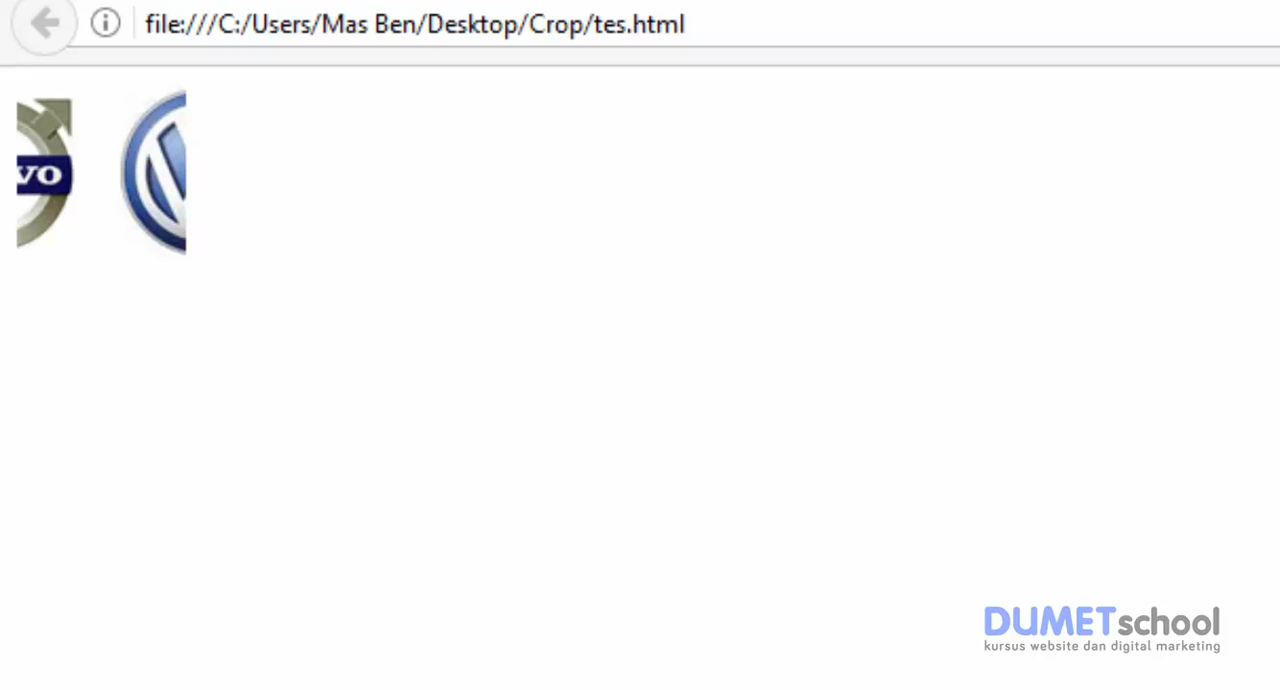 file:///C:/Users/Mas Ben/Desktop/Crop/tes.html
VO
DUMETschool
kursus website dan digital marketing